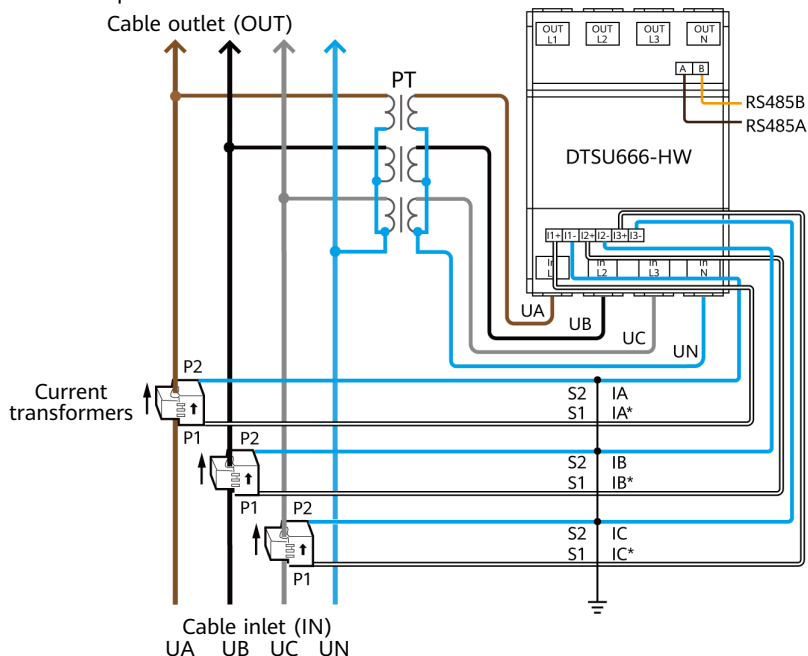 Cable outlet (OUT)
PT
OUT L1
OUT L2
OUT L3
OUT N
A B
RS485B
RS485A
DTSU666-HW
I1+ I1- I2+ I2- I3+ I3-
In
In L2
In L3
In N
UA
UB
UC
UN
Current
transformers
P2
P1
S2 IA
S1 IA*
P2
P1
S2 IB
S1 IB*
P2
P1
S2 IC
S1 IC*
Cable inlet (IN)
UA UB UC UN